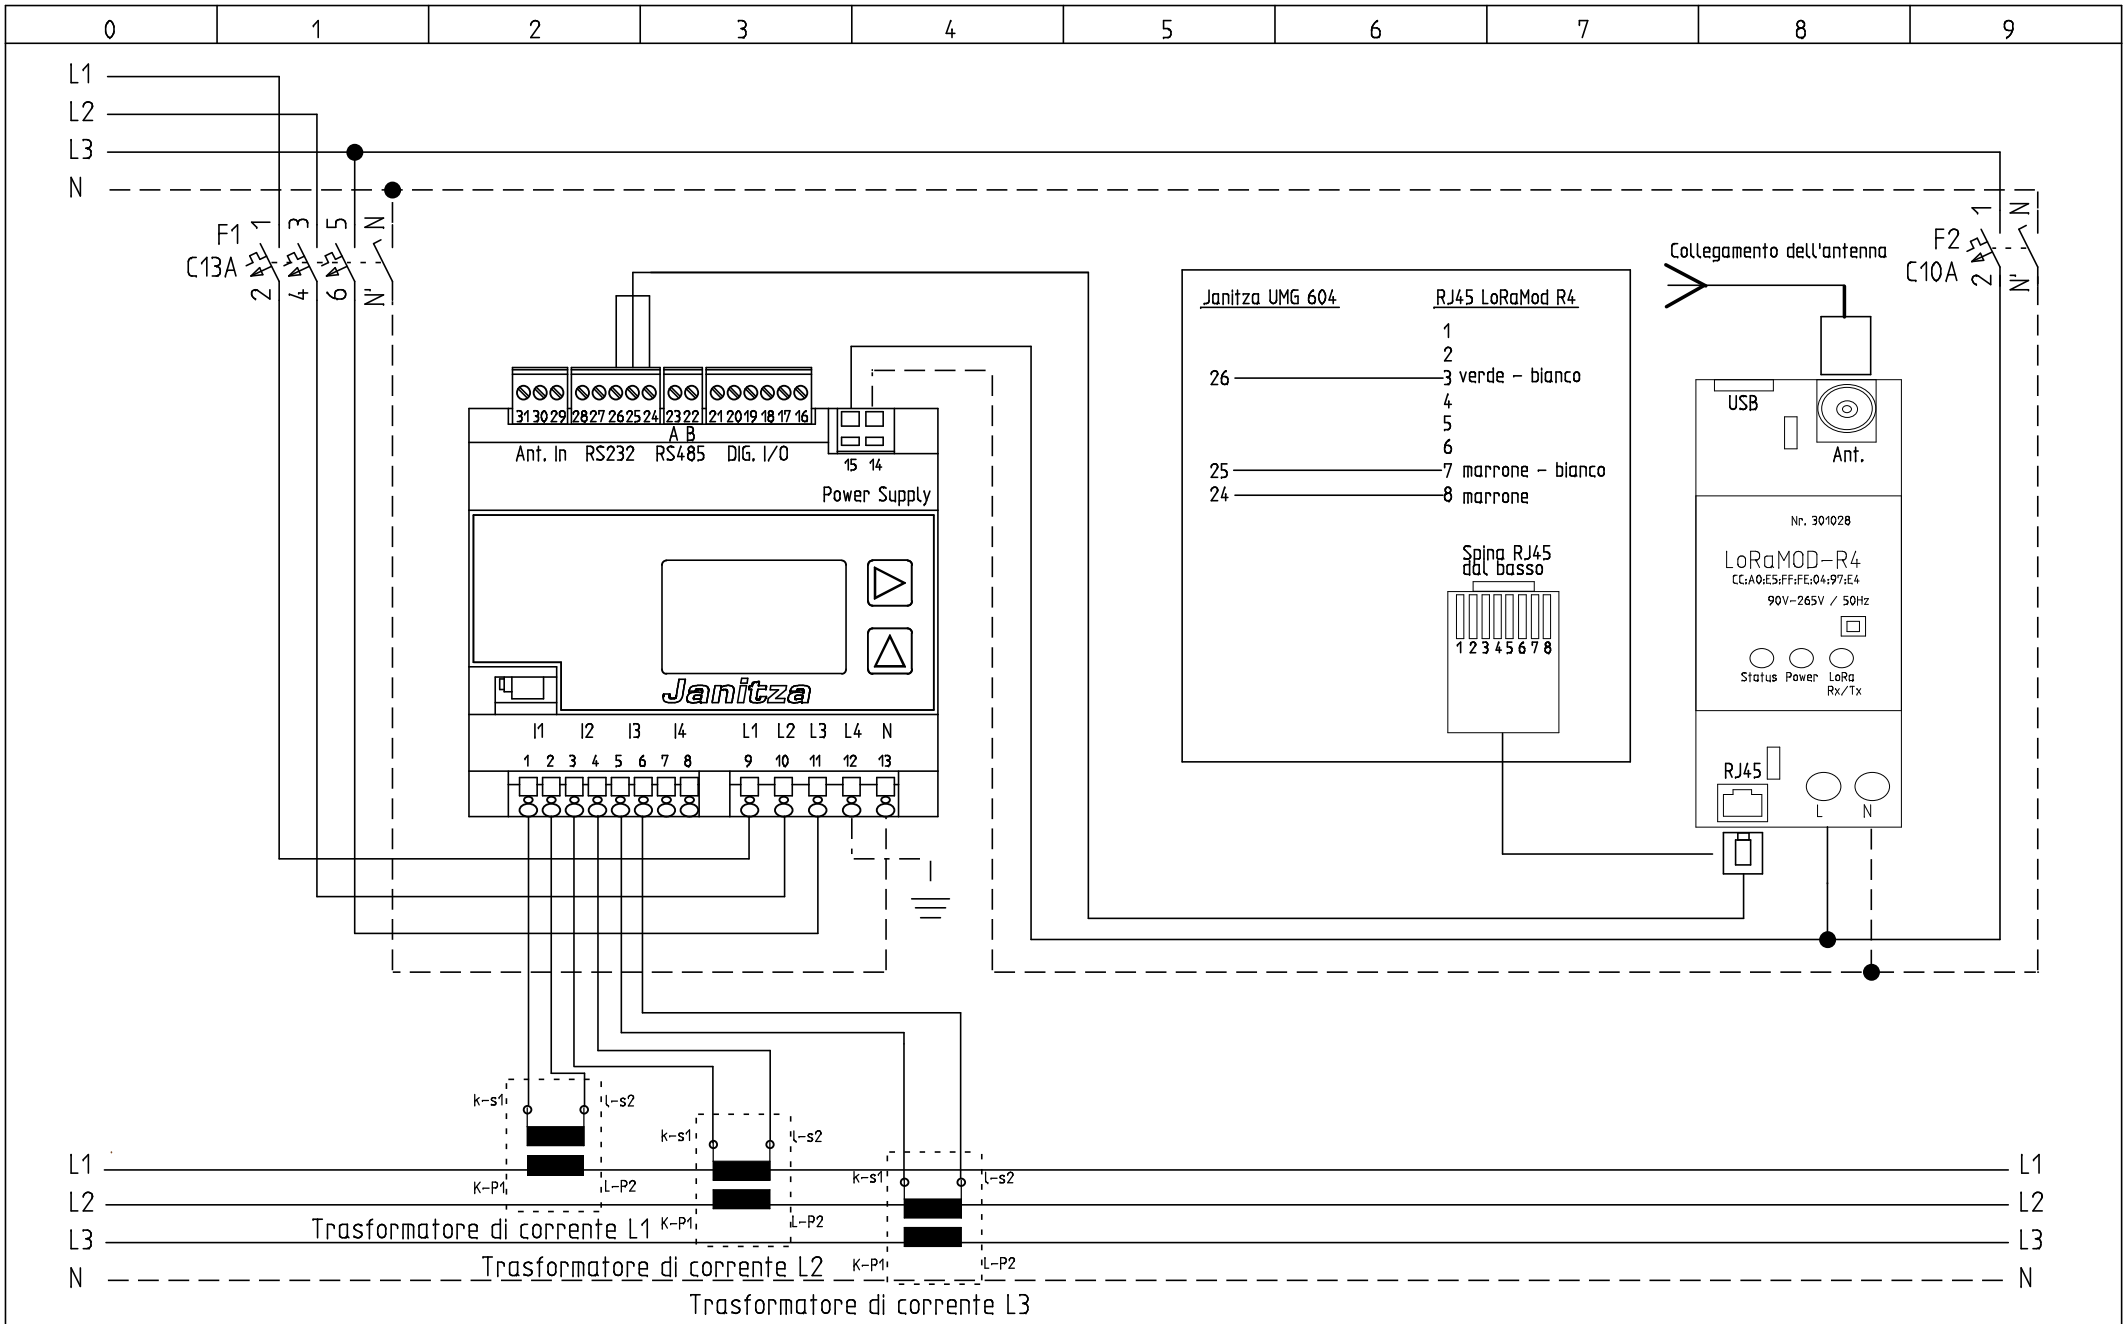 0 1 2 3 4 5 6 7 8 9
L1
L2
L3
N
F1
C13A
1 3 5 N
2 4 6 N'
F2
C10A
1 N
2 N'
Collegamento dell'antenna
Janitza UMG 604 RJ45 LoRaMod R4
1
2
26 3 verde - bianco
4
5
6
25 7 marrone - bianco
24 8 marrone
Spina RJ45
dal basso
1 2 3 4 5 6 7 8
31 30 29 28 27 26 25 24 23 22 21 20 19 18 17 16
A B
Ant. In RS232 RS485 DIG. I/O
15 14
Power Supply
Janitza
I1 I2 I3 I4 L1 L2 L3 L4 N
1 2 3 4 5 6 7 8 9 10 11 12 13
USB
Ant.
Nr. 301028
LoRaMOD-R4
CC:A0:E5:FF:FE:04:97:E4
90V-265V / 50Hz
Status Power LoRa
Rx/Tx
RJ45
L N
k-s1 l-s2
K-P1 L-P2
Trasformatore di corrente L1
k-s1 l-s2
K-P1 L-P2
Trasformatore di corrente L2
k-s1 l-s2
K-P1 L-P2
Trasformatore di corrente L3
L1 L1
L2 L2
L3 L3
N N